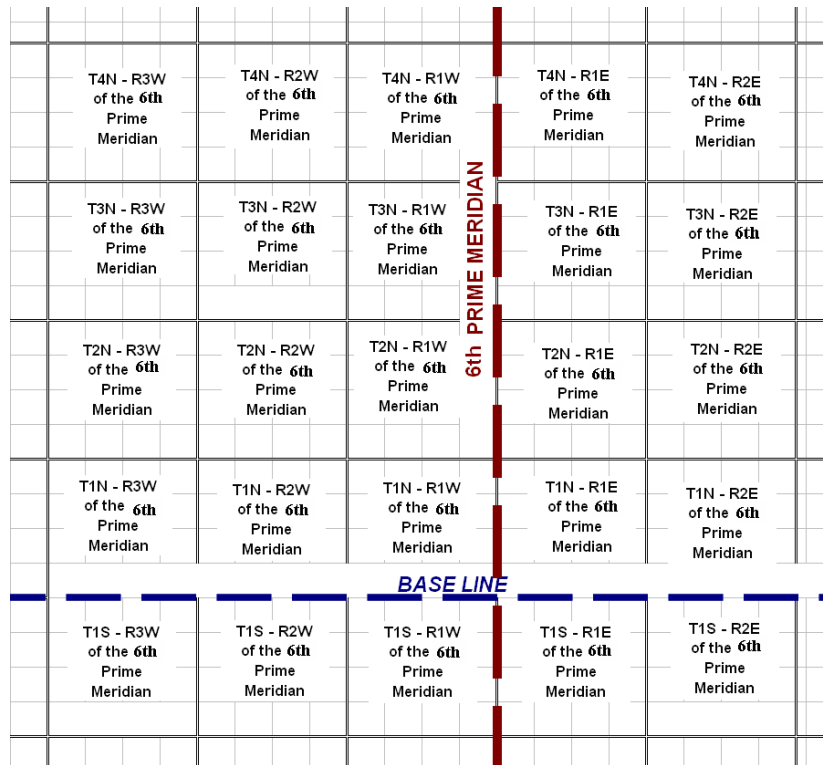 T4N - R3W
of the 6th
Prime
Meridian
T4N - R2W
of the 6th
Prime
Meridian
T4N - R1W
of the 6th
Prime
Meridian
T4N - R1E
of the 6th
Prime
Meridian
T4N - R2E
of the 6th
Prime
Meridian
6th PRIME MERIDIAN
T3N - R3W
of the 6th
Prime
Meridian
T3N - R2W
of the 6th
Prime
Meridian
T3N - R1W
of the 6th
Prime
Meridian
T3N - R1E
of the 6th
Prime
Meridian
T3N - R2E
of the 6th
Prime
Meridian
T2N - R3W
of the 6th
Prime
Meridian
T2N - R2W
of the 6th
Prime
Meridian
T2N - R1W
of the 6th
Prime
Meridian
T2N - R1E
of the 6th
Prime
Meridian
T2N - R2E
of the 6th
Prime
Meridian
T1N - R3W
of the 6th
Prime
Meridian
T1N - R2W
of the 6th
Prime
Meridian
T1N - R1W
of the 6th
Prime
Meridian
T1N - R1E
of the 6th
Prime
Meridian
T1N - R2E
of the 6th
Prime
Meridian
BASE LINE
T1S - R3W
of the 6th
Prime
Meridian
T1S - R2W
of the 6th
Prime
Meridian
T1S - R1W
of the 6th
Prime
Meridian
T1S - R1E
of the 6th
Prime
Meridian
T1S - R2E
of the 6th
Prime
Meridian